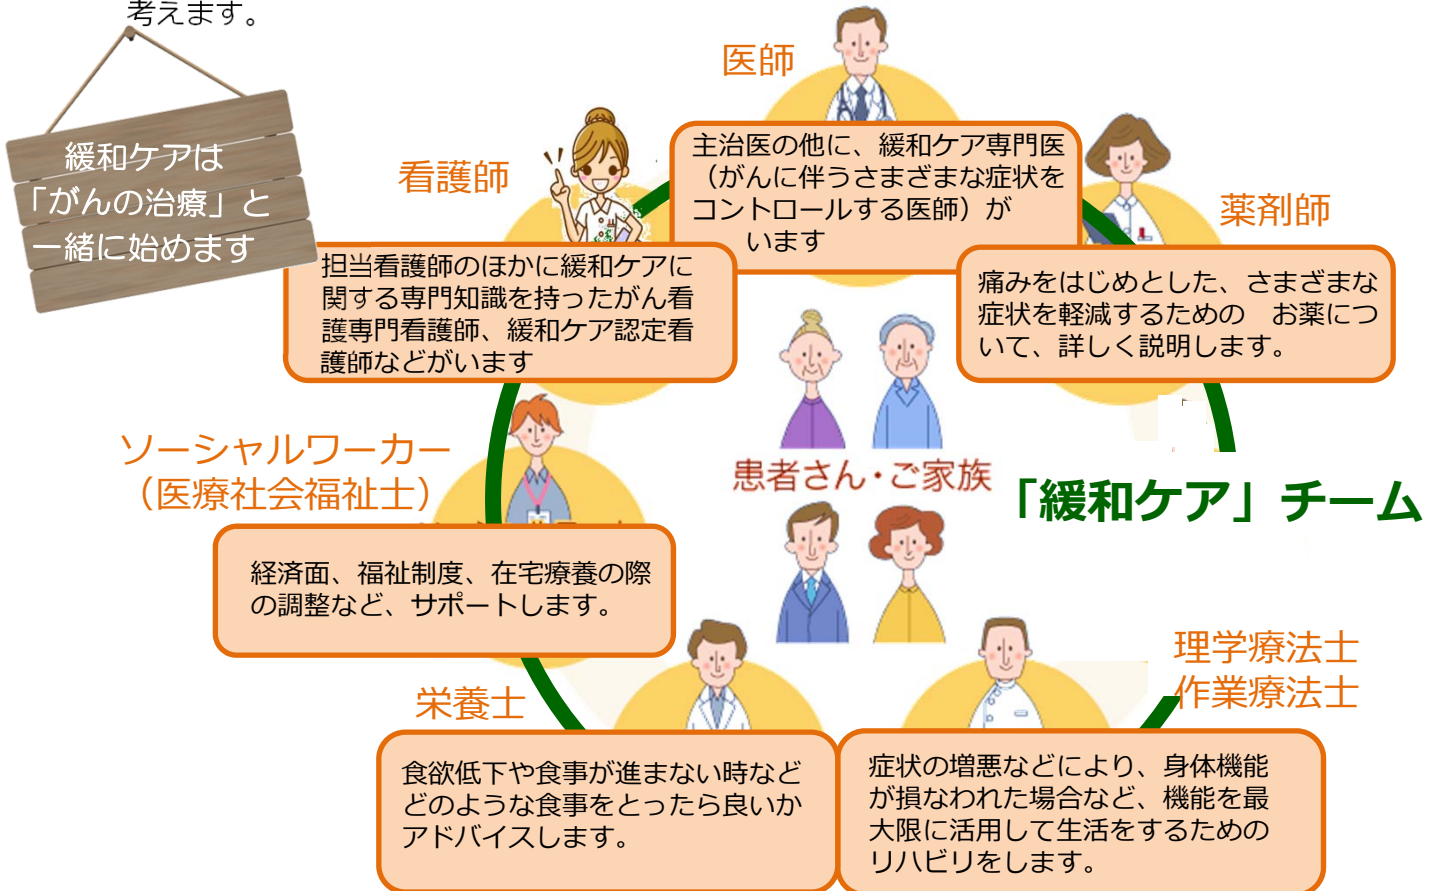 考えます。
緩和ケアは
「がんの治療」と
一緒に始めます
医師
主治医の他に、緩和ケア専門医
（がんに伴うさまざまな症状を
コントロールする医師）が
います
看護師
担当看護師のほかに緩和ケアに
関する専門知識を持ったがん看
護専門看護師、緩和ケア認定看
護師などがいます
薬剤師
痛みをはじめとした、さまざまな
症状を軽減するための　お薬につ
いて、詳しく説明します。
ソーシャルワーカー
（医療社会福祉士）
経済面、福祉制度、在宅療養の際
の調整など、サポートします。
患者さん・ご家族
「緩和ケア」チーム
栄養士
食欲低下や食事が進まない時など
どのような食事をとったら良いか
アドバイスします。
理学療法士
作業療法士
症状の増悪などにより、身体機能
が損なわれた場合など、機能を最
大限に活用して生活をするための
リハビリをします。